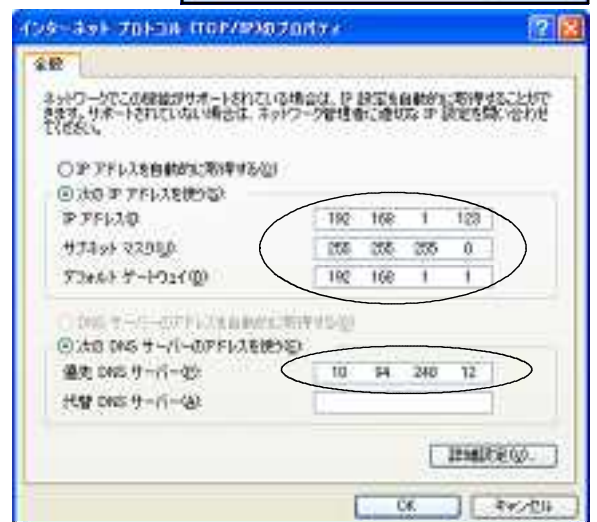 インターネット プロトコル (TCP/IP)のプロパティ
全般
ネットワークでこの機能がサポートされている場合は、IP 設定を自動的に取得することがで
きます。サポートされていない場合は、ネットワーク管理者に適切な IP 設定を問い合わせ
てください。
IP アドレスを自動的に取得する(O)
次の IP アドレスを使う(S):
IP アドレス(I): 192 168 1 123
サブネット マスク(U): 255 255 255 0
デフォルト ゲートウェイ(D): 192 168 1 1
DNS サーバーのアドレスを自動的に取得する(B)
次の DNS サーバーのアドレスを使う(E):
優先 DNS サーバー(P): 10 94 240 12
代替 DNS サーバー(A):
詳細設定(V)...
OK キャンセル